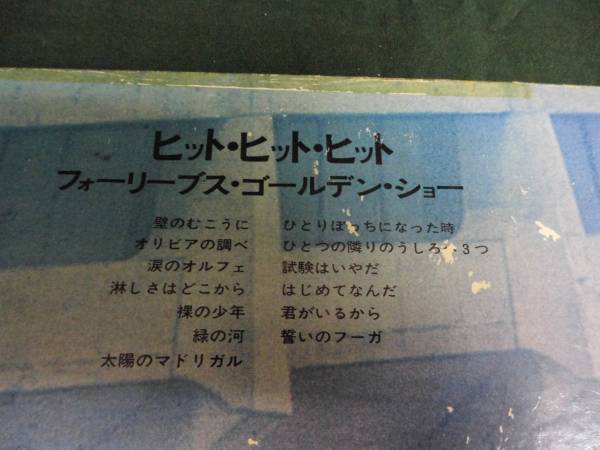 ヒット・ヒット・ヒット
フォーリーブス・ゴールデン・ショー
壁のむこうに
オリビアの調べ
涙のオルフェ
淋しさはどこから
裸の少年
緑の河
太陽のマドリガル
ひとりぼっちになった時
ひとつの隣りのうしろ・・3つ
試験はいやだ
はじめてなんだ
君がいるから
誓いのフーガ